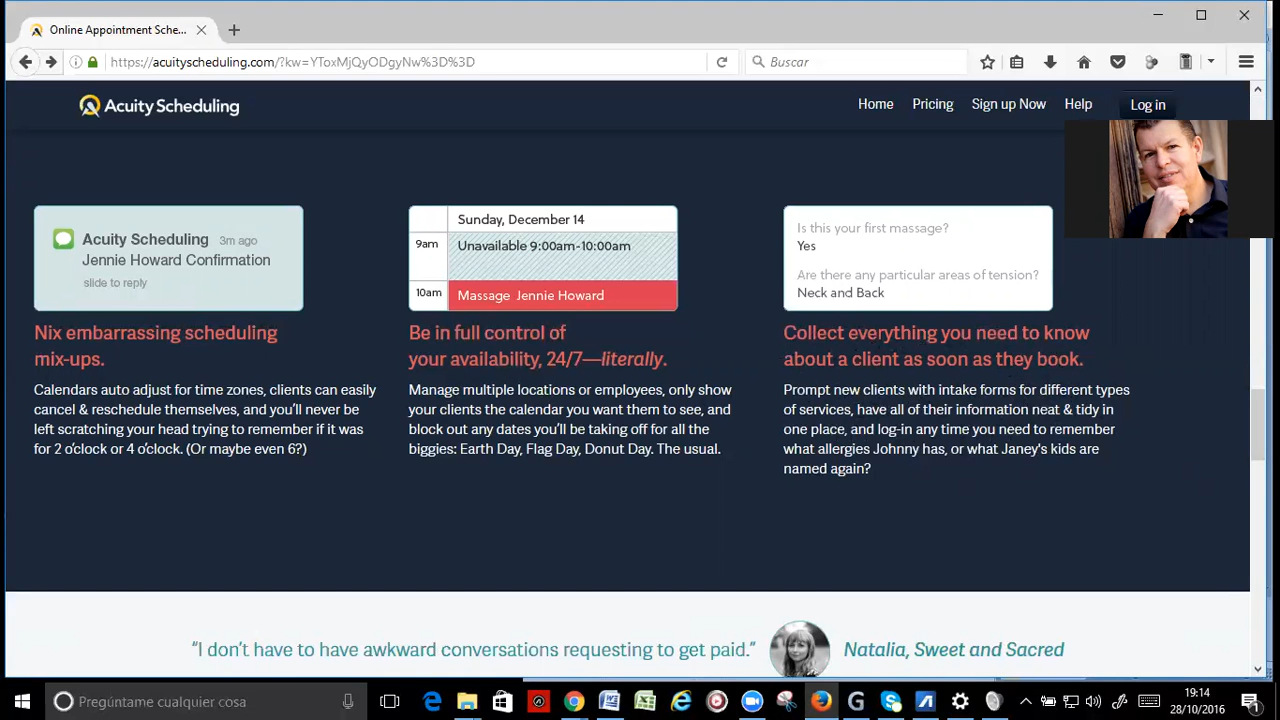 Online Appointment Sche...
https://acuityscheduling.com/?kw=YToxMjQyODgyNw%3D%3D
Buscar
Acuity Scheduling
Home Pricing Sign up Now Help Log in
Acuity Scheduling 3m ago
Jennie Howard Confirmation
slide to reply
Nix embarrassing scheduling
mix-ups.
Calendars auto adjust for time zones, clients can easily
cancel & reschedule themselves, and you'll never be
left scratching your head trying to remember if it was
for 2 o'clock or 4 o'clock. (Or maybe even 6?)
Sunday, December 14
9am Unavailable 9:00am-10:00am
10am Massage Jennie Howard
Be in full control of
your availability, 24/7—literally.
Manage multiple locations or employees, only show
your clients the calendar you want them to see, and
block out any dates you'll be taking off for all the
biggies: Earth Day, Flag Day, Donut Day. The usual.
Is this your first massage?
Yes
Are there any particular areas of tension?
Neck and Back
Collect everything you need to know
about a client as soon as they book.
Prompt new clients with intake forms for different types
of services, have all of their information neat & tidy in
one place, and log-in any time you need to remember
what allergies Johnny has, or what Janey's kids are
named again?
“I don't have to have awkward conversations requesting to get paid.” Natalia, Sweet and Sacred
Pregúntame cualquier cosa
19:14
28/10/2016